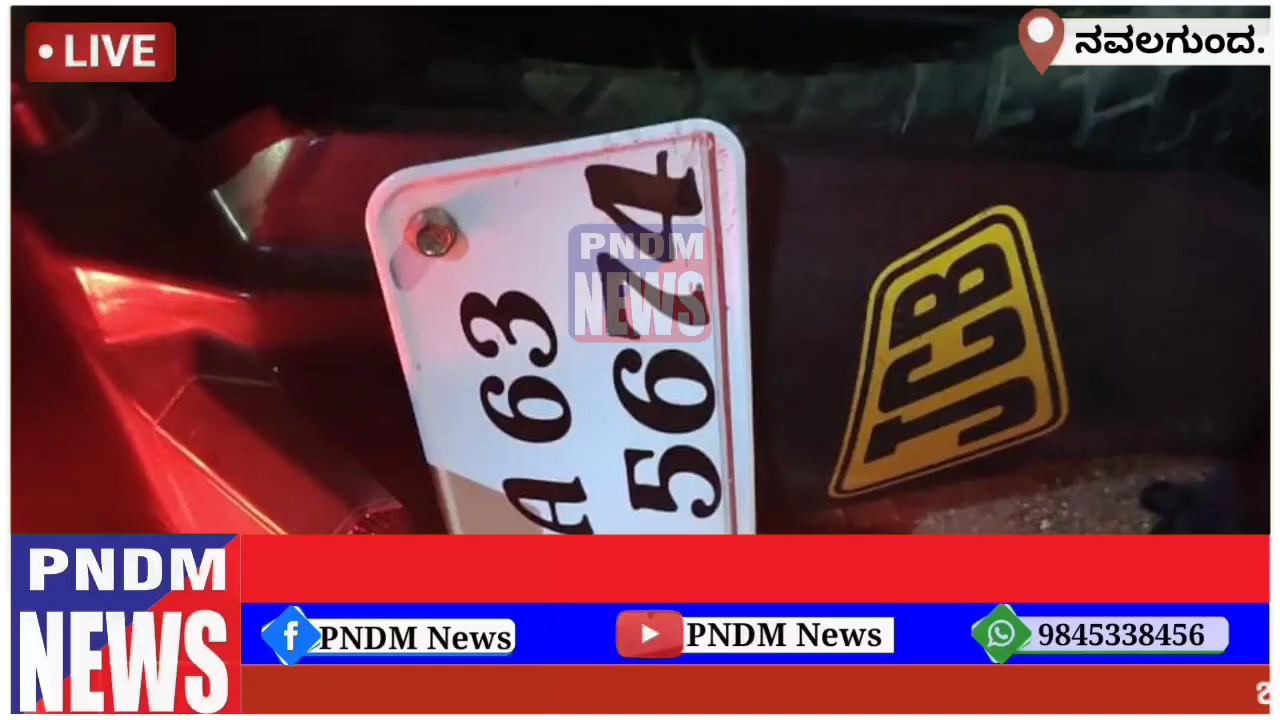 LIVE
ನವಲಗುಂದ.
A 63
5674
PNDM
NEWS
JCB
PNDM
NEWS
PNDM News
PNDM News
9845338456